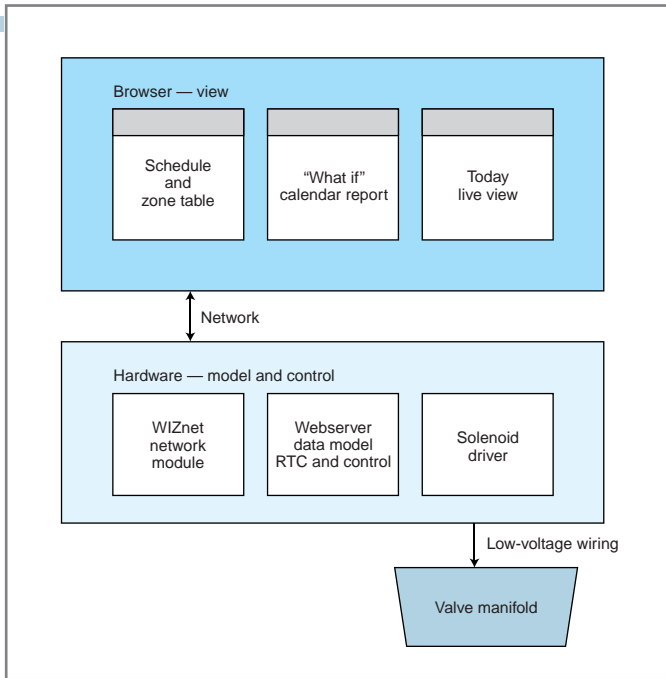 Browser — view
Schedule
and
zone table
“What if”
calendar report
Today
live view
Network
Hardware — model and control
WIZnet
network
module
Webserver
data model
RTC and control
Solenoid
driver
Low-voltage wiring
Valve manifold